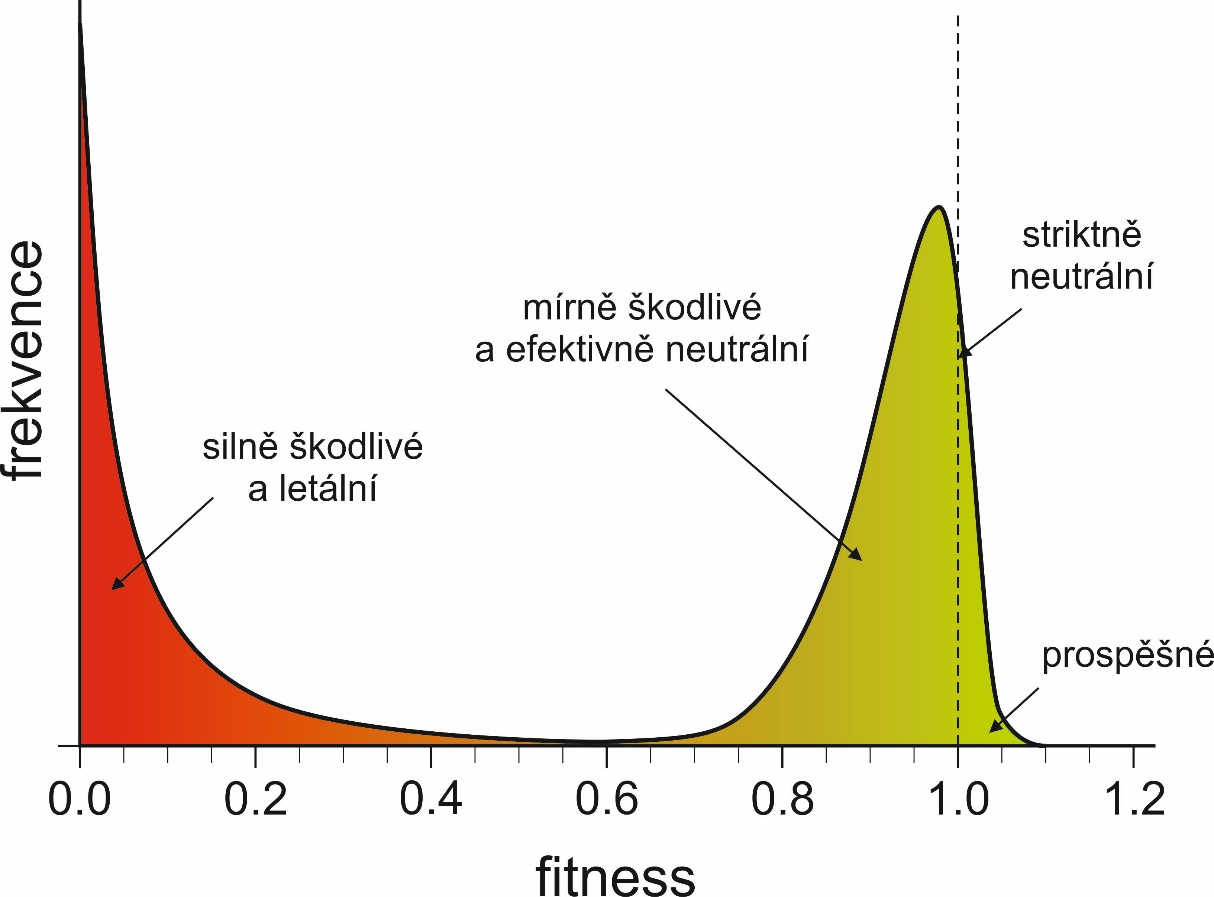 striktně
neutrální
mírně škodlivé
a efektivně neutrální
silně škodlivé
a letální
prospěšné
frekvence
0.0 0.2 0.4 0.6 0.8 1.0 1.2
fitness